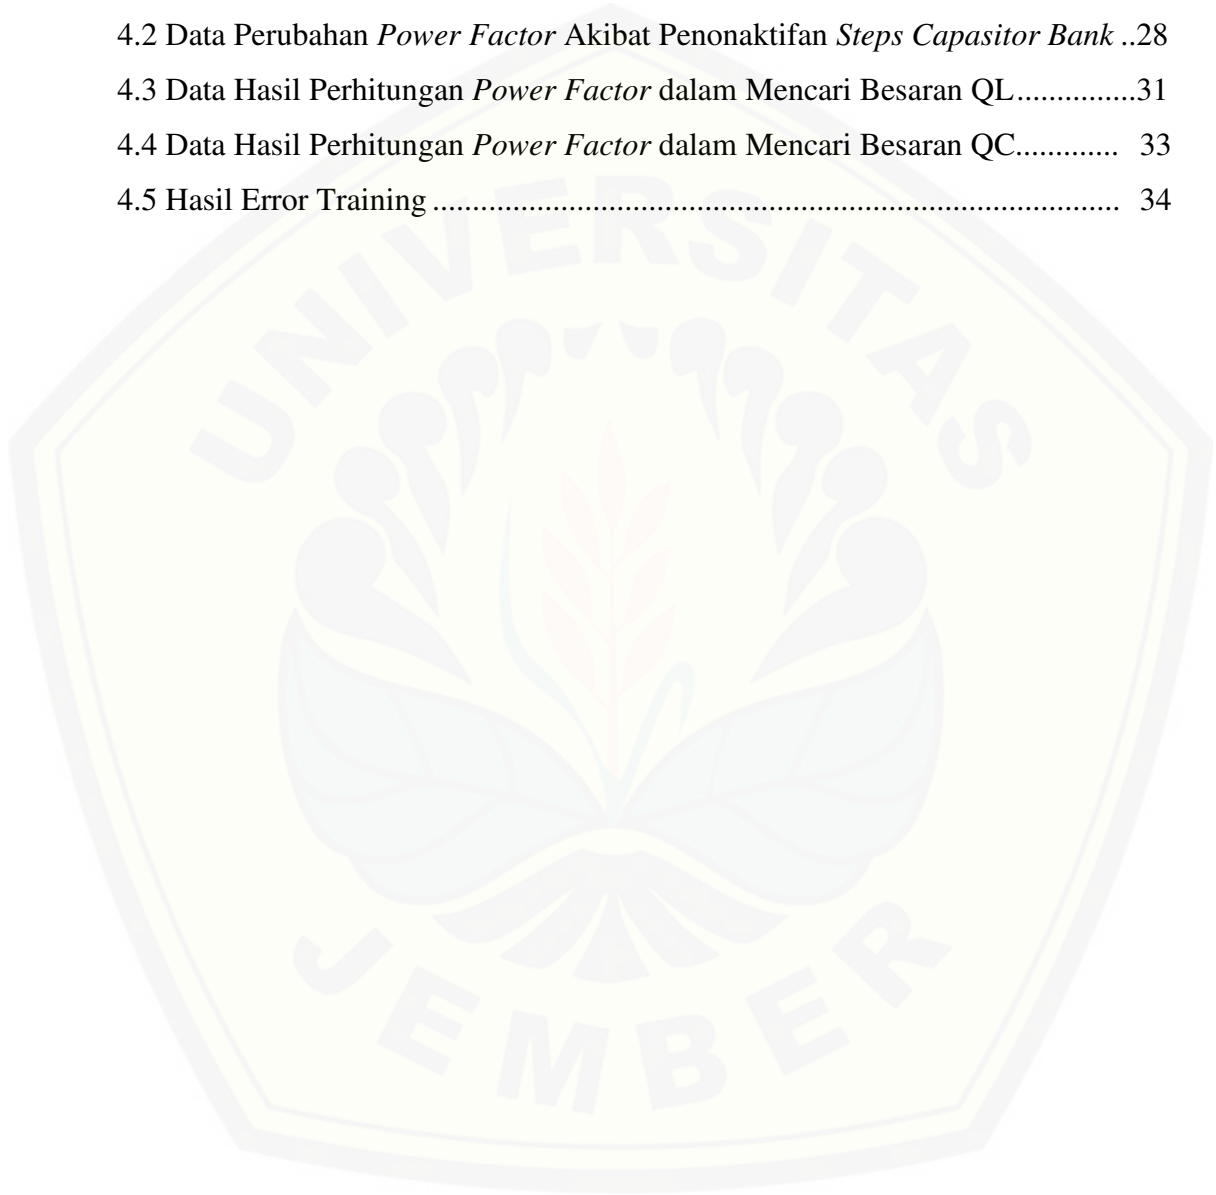 4.2 Data Perubahan Power Factor Akibat Penonaktifan Steps Capasitor Bank ..28
4.3 Data Hasil Perhitungan Power Factor dalam Mencari Besaran QL...............31
4.4 Data Hasil Perhitungan Power Factor dalam Mencari Besaran QC............. 33
4.5 Hasil Error Training ........................................................................................ 34
UNIVERSITAS
JEMBER